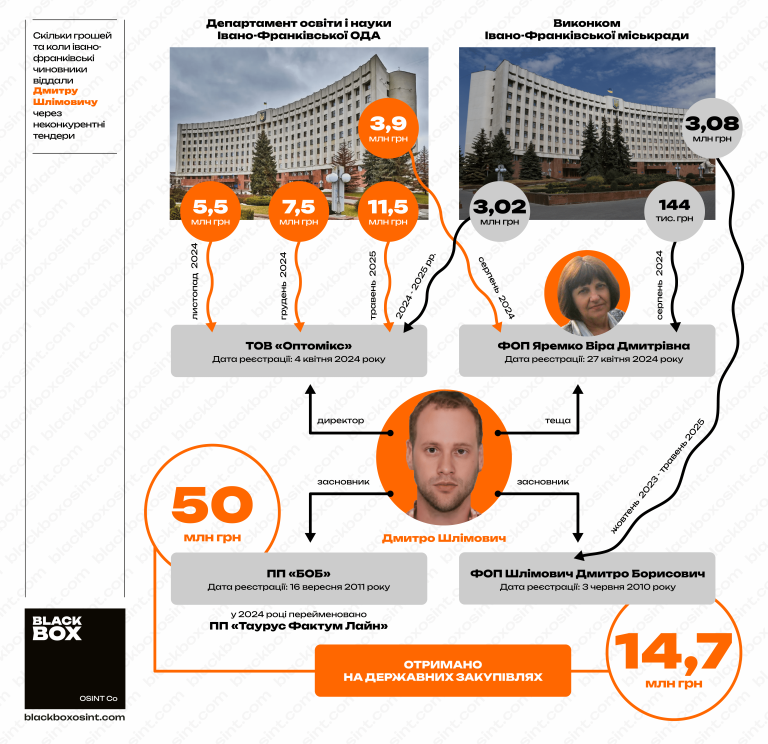 Скільки грошей
та коли івано-
франківські
чиновники
віддали
Дмитру
Шлімовичу
через
неконкурентні
тендери
Департамент освіти і науки
Івано-Франківської ОДА
Виконком
Івано-Франківської міськради
3,9
млн грн
3,08
млн грн
5,5
млн грн
7,5
млн грн
11,5
млн грн
3,02
млн грн
144
тис. грн
листопад 2024
грудень 2024
травень 2025
2024 - 2025 рр.
серпень 2024
серпень 2024
ТОВ «Оптомікс»
Дата реєстрації: 4 квітня 2024 року
ФОП Яремко Віра Дмитрівна
Дата реєстрації: 27 квітня 2024 року
директор
теща
жовтень 2023 - травень 2025
засновник
засновник
50
млн грн
Дмитро Шлімович
ПП «БОБ»
Дата реєстрації: 16 вересня 2011 року
ФОП Шлімович Дмитро Борисович
Дата реєстрації: 3 червня 2010 року
у 2024 році перейменовано
ПП «Таурус Фактум Лайн»
14,7
млн грн
ОТРИМАНО
НА ДЕРЖАВНИХ ЗАКУПІВЛЯХ
BLACK
BOX
OSINT Co
blackboxosint.com